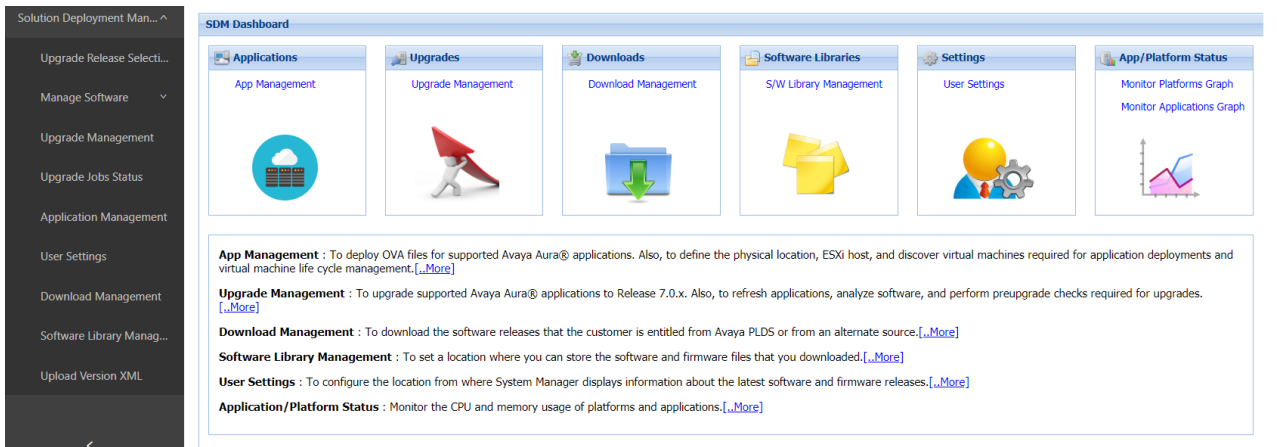 Solution Deployment Man...
Upgrade Release Selecti...
Manage Software
Upgrade Management
Upgrade Jobs Status
Application Management
User Settings
Download Management
Software Library Manag...
Upload Version XML
SDM Dashboard
Applications
App Management
Upgrades
Upgrade Management
Downloads
Download Management
Software Libraries
S/W Library Management
Settings
User Settings
App/Platform Status
Monitor Platforms Graph
Monitor Applications Graph
App Management : To deploy OVA files for supported Avaya Aura® applications. Also, to define the physical location, ESXi host, and discover virtual machines required for application deployments and
virtual machine life cycle management.[..More]
Upgrade Management : To upgrade supported Avaya Aura® applications to Release 7.0.x. Also, to refresh applications, analyze software, and perform preupgrade checks required for upgrades.
[..More]
Download Management : To download the software releases that the customer is entitled from Avaya PLDS or from an alternate source.[..More]
Software Library Management : To set a location where you can store the software and firmware files that you downloaded.[..More]
User Settings : To configure the location from where System Manager displays information about the latest software and firmware releases.[..More]
Application/Platform Status : Monitor the CPU and memory usage of platforms and applications.[..More]